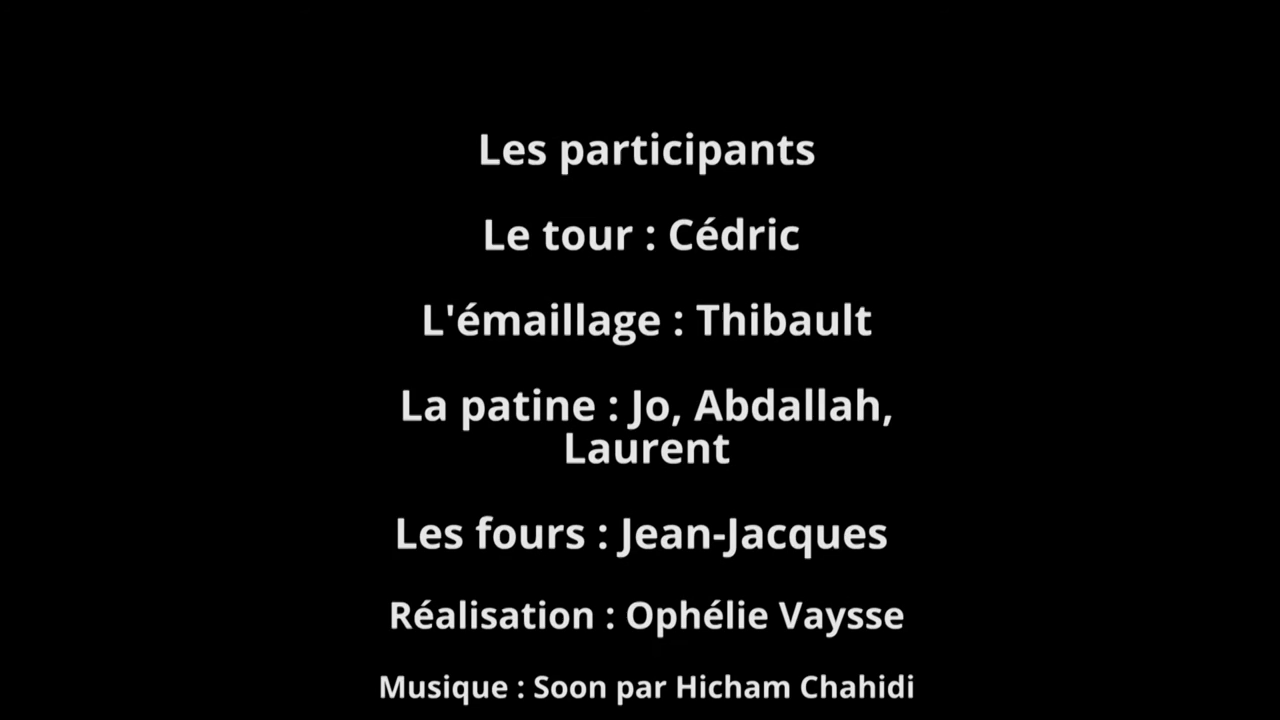 Les participants
Le tour : Cédric
L'émaillage : Thibault
La patine : Jo, Abdallah,
Laurent
Les fours : Jean-Jacques
Réalisation : Ophélie Vaysse
Musique : Soon par Hicham Chahidi